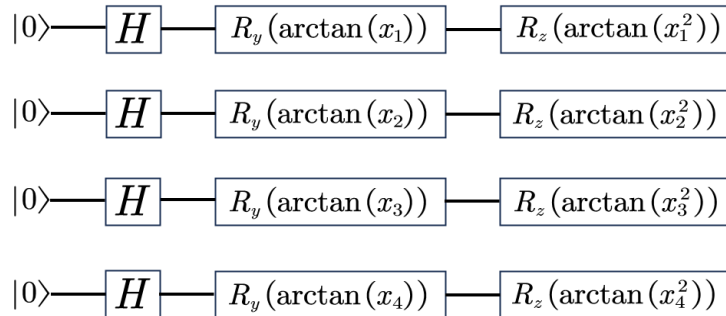 |0⟩ H R_y(arctan(x_1)) R_z(arctan(x_1^2))
|0⟩ H R_y(arctan(x_2)) R_z(arctan(x_2^2))
|0⟩ H R_y(arctan(x_3)) R_z(arctan(x_3^2))
|0⟩ H R_y(arctan(x_4)) R_z(arctan(x_4^2))